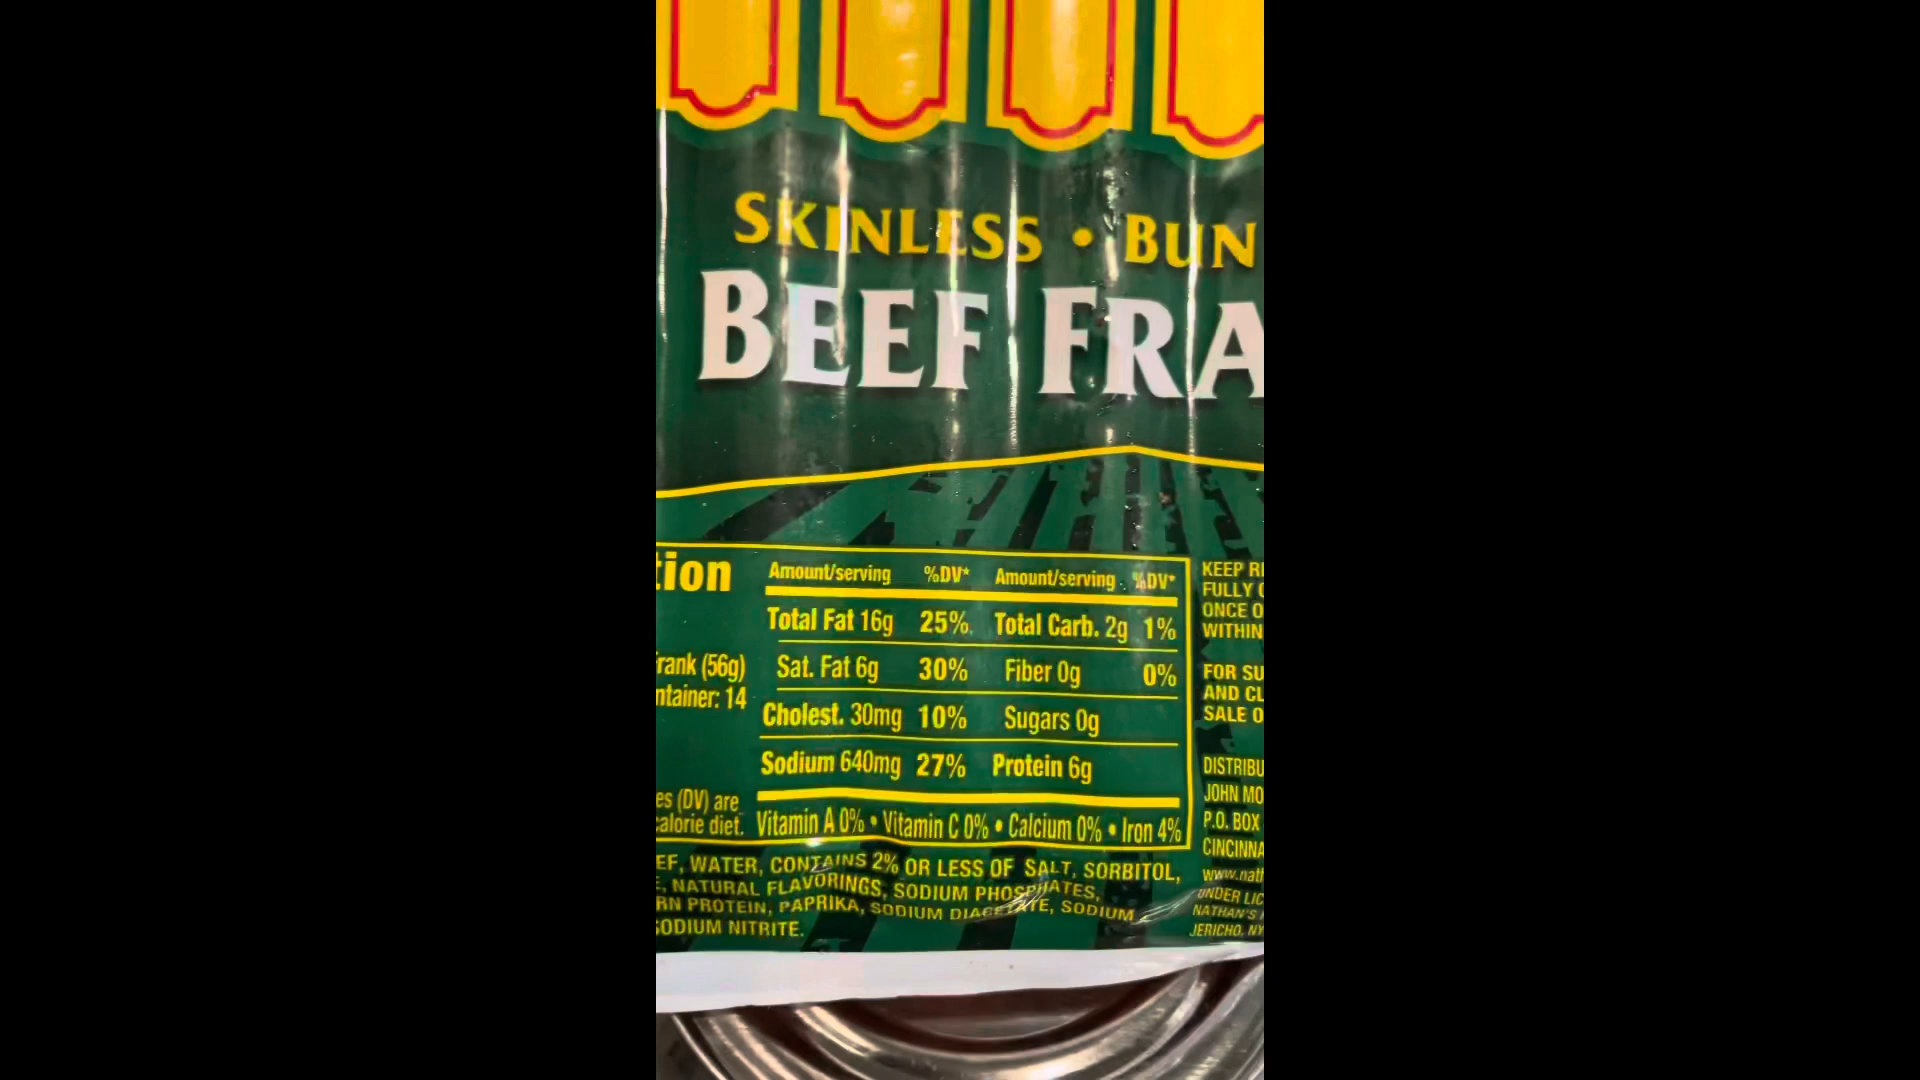 SKINLESS • BUN
BEEF FRA
tion
rank (56g)
ntainer: 14
es (DV) are
calorie diet.
Amount/serving %DV* Amount/serving %DV*
Total Fat 16g 25% Total Carb. 2g 1%
Sat. Fat 6g 30% Fiber 0g 0%
Cholest. 30mg 10% Sugars 0g
Sodium 640mg 27% Protein 6g
Vitamin A 0% • Vitamin C 0% • Calcium 0% • Iron 4%
EF, WATER, CONTAINS 2% OR LESS OF SALT, SORBITOL,
E, NATURAL FLAVORINGS, SODIUM PHOSPHATES,
RN PROTEIN, PAPRIKA, SODIUM DIACETATE, SODIUM
SODIUM NITRITE.
KEEP RE
FULLY C
ONCE O
WITHIN
FOR SU
AND CL
SALE O
DISTRIBU
JOHN MO
P.O. BOX
CINCINNA
www.nath
UNDER LIC
NATHAN'S
JERICHO, NY